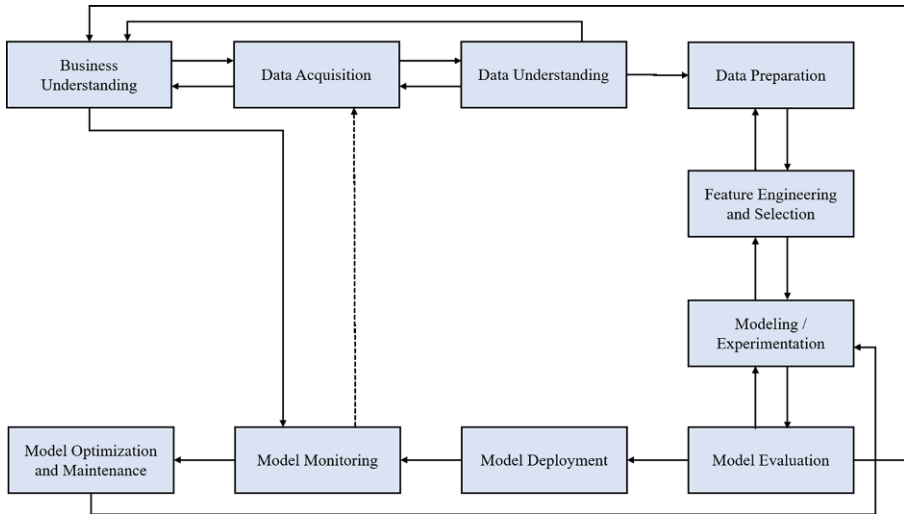 Business
Understanding
Data Acquisition
Data Understanding
Data Preparation
Feature Engineering
and Selection
Modeling /
Experimentation
Model Optimization
and Maintenance
Model Monitoring
Model Deployment
Model Evaluation